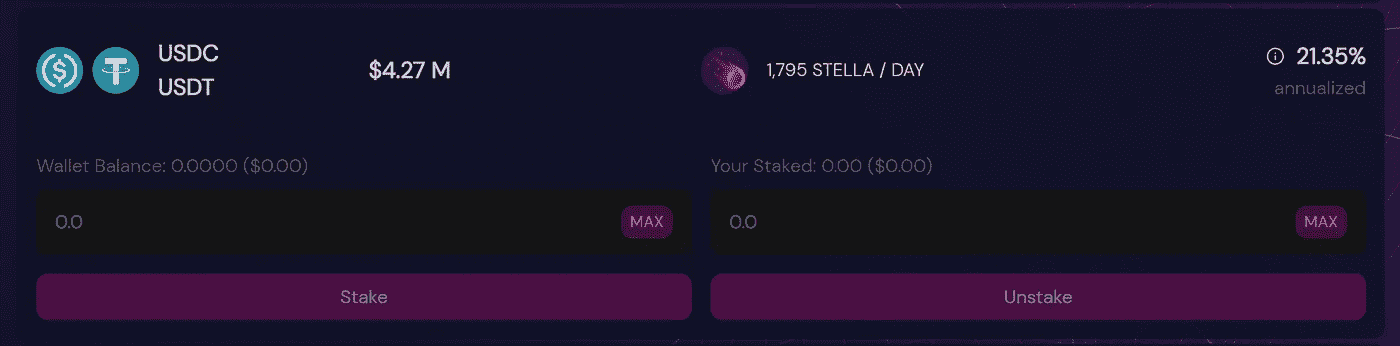 USDC
USDT
$4.27 M
1,795 STELLA / DAY
21.35%
annualized
Wallet Balance: 0.0000 ($0.00)
Your Staked: 0.00 ($0.00)
0.0
MAX
0.0
MAX
Stake
Unstake